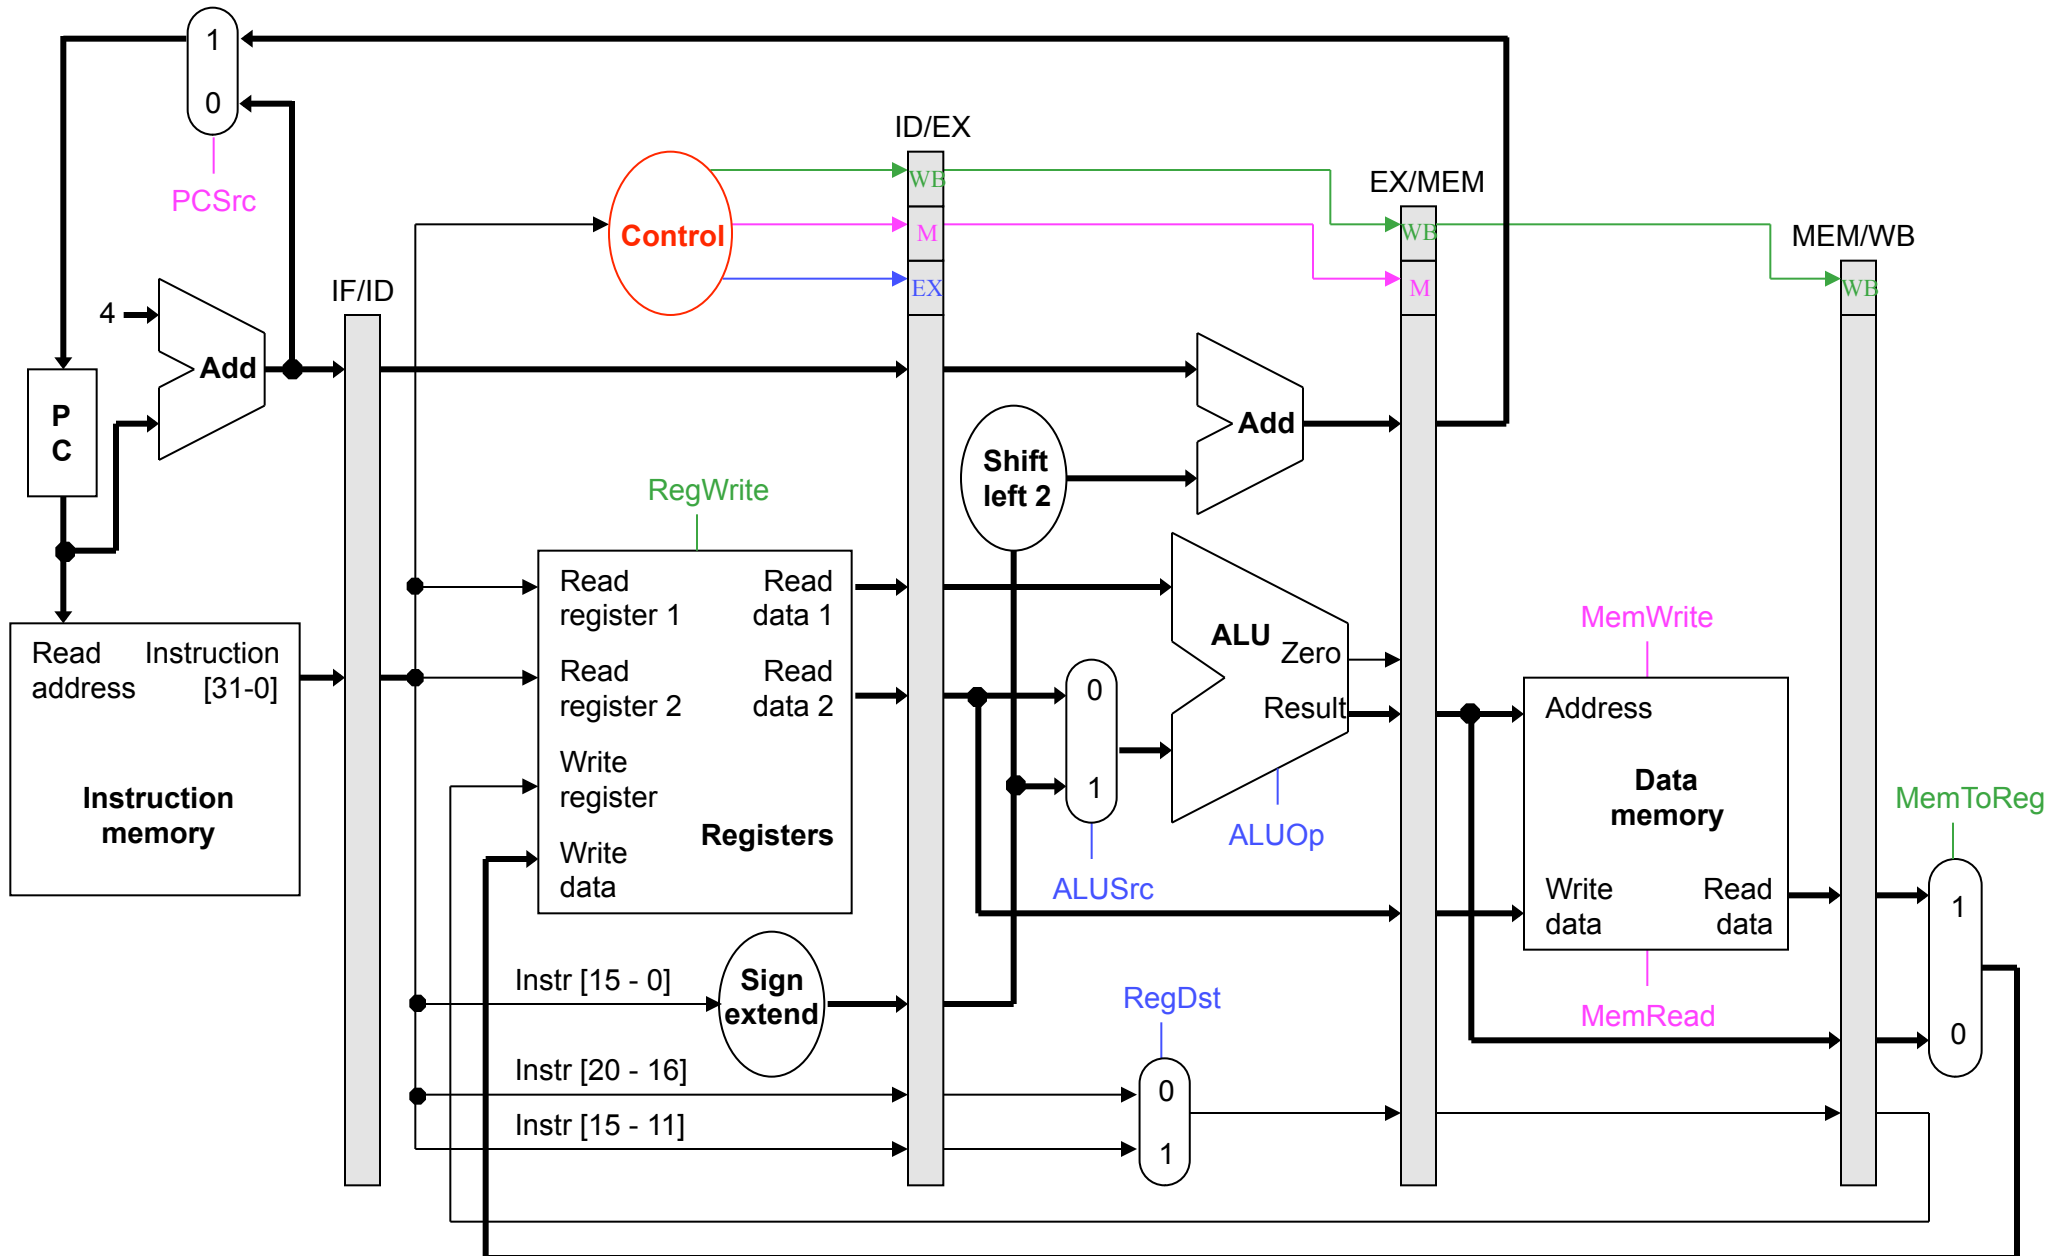 1
0
PCSrc
ID/EX
WB
M
EX
Control
EX/MEM
WB
M
MEM/WB
WB
IF/ID
4
Add
P
C
Add
Shift
left 2
RegWrite
Read
address
Instruction
[31-0]
Instruction
memory
Read
register 1
Read
data 1
Read
register 2
Read
data 2
Write
register
Write
data
Registers
ALU
Zero
Result
0
1
ALUSrc
ALUOp
MemWrite
Address
Data
memory
Write
data
Read
data
MemRead
MemToReg
1
0
Instr [15 - 0]
Sign
extend
RegDst
Instr [20 - 16]
Instr [15 - 11]
0
1